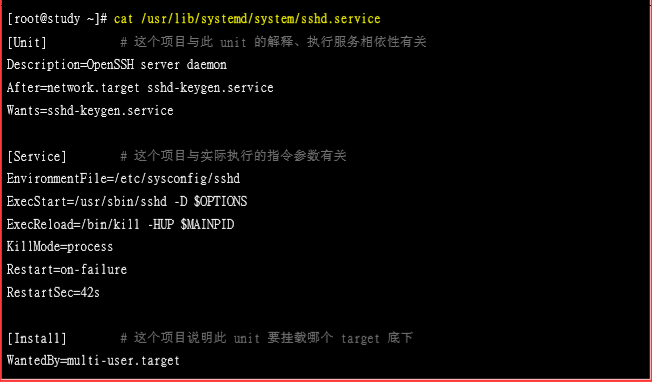 [root@study ~]# cat /usr/lib/systemd/system/sshd.service
[Unit] # 这个项目与此 unit 的解释、执行服务相依性有关
Description=OpenSSH server daemon
After=network.target sshd-keygen.service
Wants=sshd-keygen.service
[Service] # 这个项目与实际执行的指令参数有关
EnvironmentFile=/etc/sysconfig/sshd
ExecStart=/usr/sbin/sshd -D $OPTIONS
ExecReload=/bin/kill -HUP $MAINPID
KillMode=process
Restart=on-failure
RestartSec=42s
[Install] # 这个项目说明此 unit 要挂载哪个 target 底下
WantedBy=multi-user.target